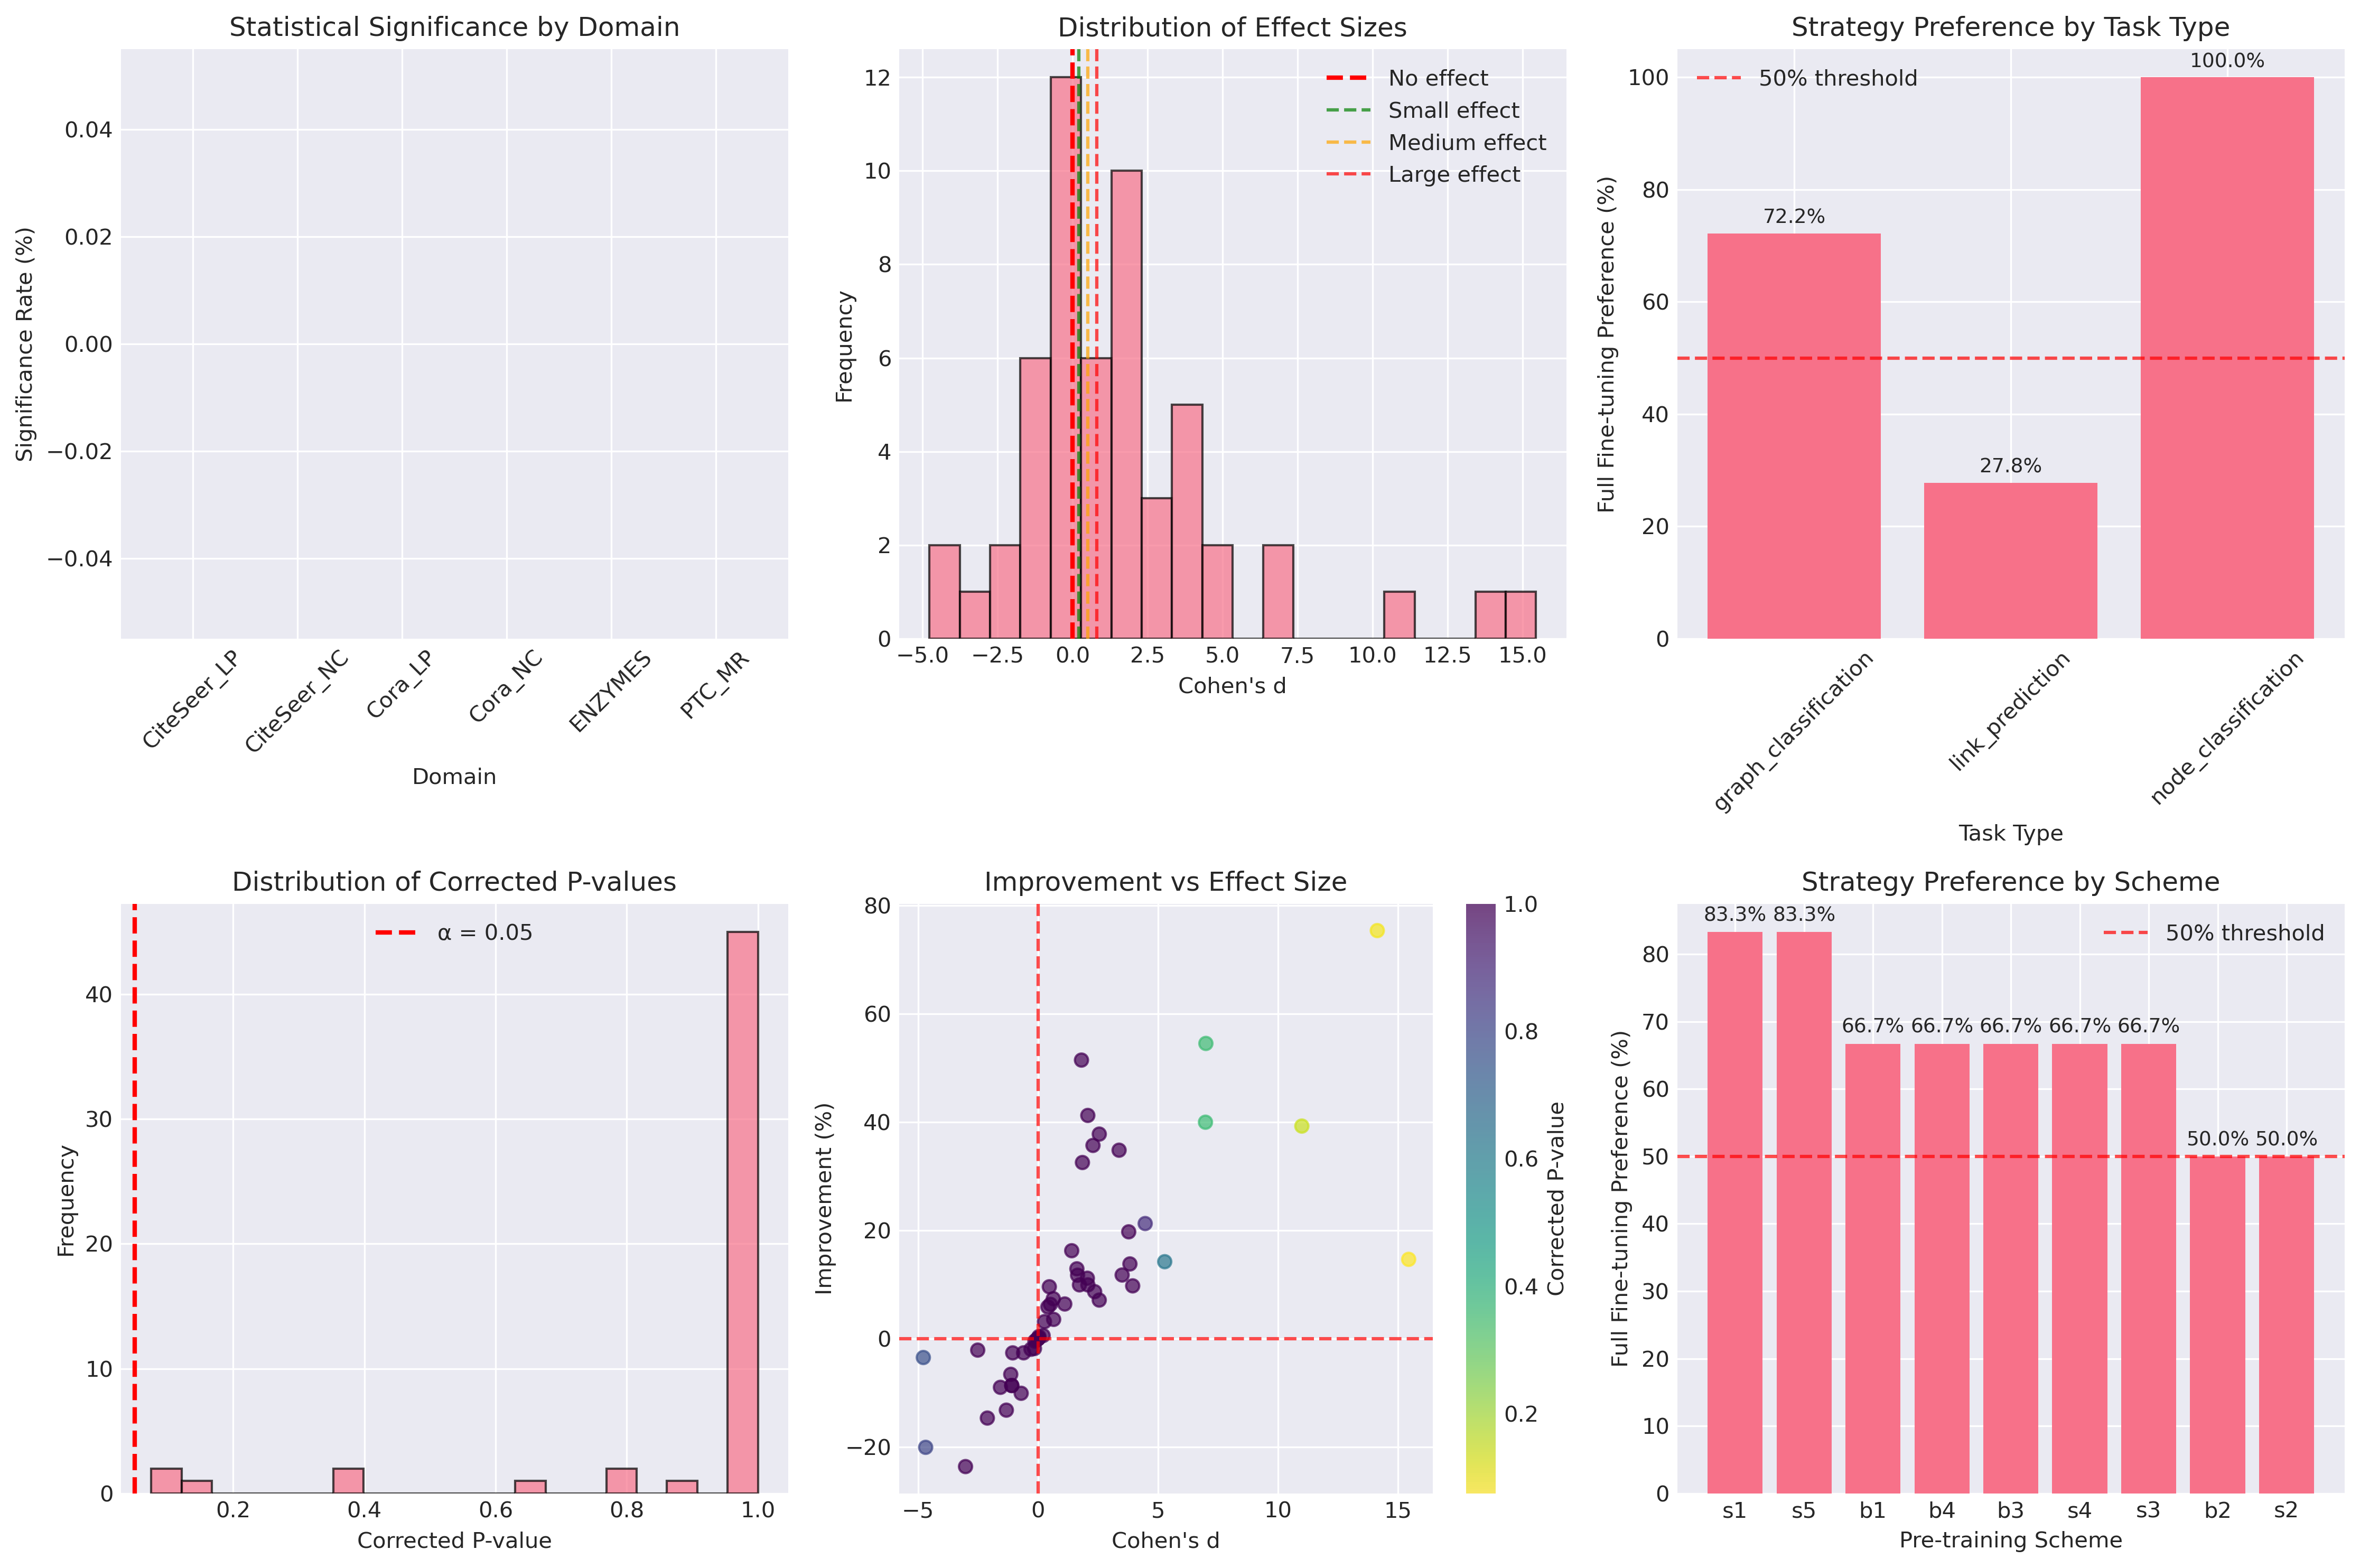 Statistical Significance by Domain
Significance Rate (%)
0.04
0.02
0.00
−0.02
−0.04
CiteSeer_LP
CiteSeer_NC
Cora_LP
Cora_NC
ENZYMES
PTC_MR
Domain
Distribution of Effect Sizes
Frequency
12
10
8
6
4
2
0
No effect
Small effect
Medium effect
Large effect
−5.0 −2.5 0.0 2.5 5.0 7.5 10.0 12.5 15.0
Cohen's d
Strategy Preference by Task Type
Full Fine-tuning Preference (%)
100
80
60
40
20
0
50% threshold
72.2%
27.8%
100.0%
graph_classification
link_prediction
node_classification
Task Type
Distribution of Corrected P-values
Frequency
40
30
20
10
0
α = 0.05
0.2 0.4 0.6 0.8 1.0
Corrected P-value
Improvement vs Effect Size
Improvement (%)
80
60
40
20
0
−20
−5 0 5 10 15
Cohen's d
1.0
0.8
0.6
0.4
0.2
Corrected P-value
Strategy Preference by Scheme
Full Fine-tuning Preference (%)
80
70
60
50
40
30
20
10
0
50% threshold
83.3% 83.3%
66.7% 66.7% 66.7% 66.7% 66.7%
50.0% 50.0%
s1 s5 b1 b4 b3 s4 s3 b2 s2
Pre-training Scheme